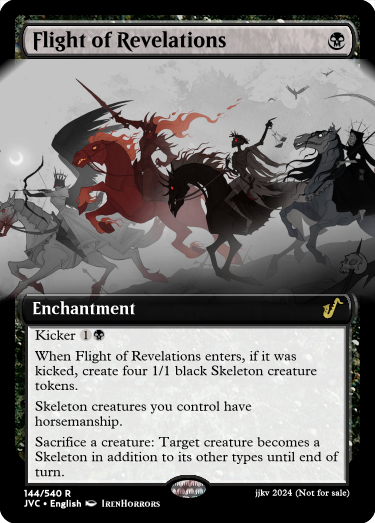 Flight of Revelations
Enchantment
Kicker 1
When Flight of Revelations enters, if it was
kicked, create four 1/1 black Skeleton creature
tokens.
Skeleton creatures you control have
horsemanship.
Sacrifice a creature: Target creature becomes a
Skeleton in addition to its other types until end of
turn.
144/540 R
jjkv 2024 (Not for sale)
JVC • English IrenHorrors